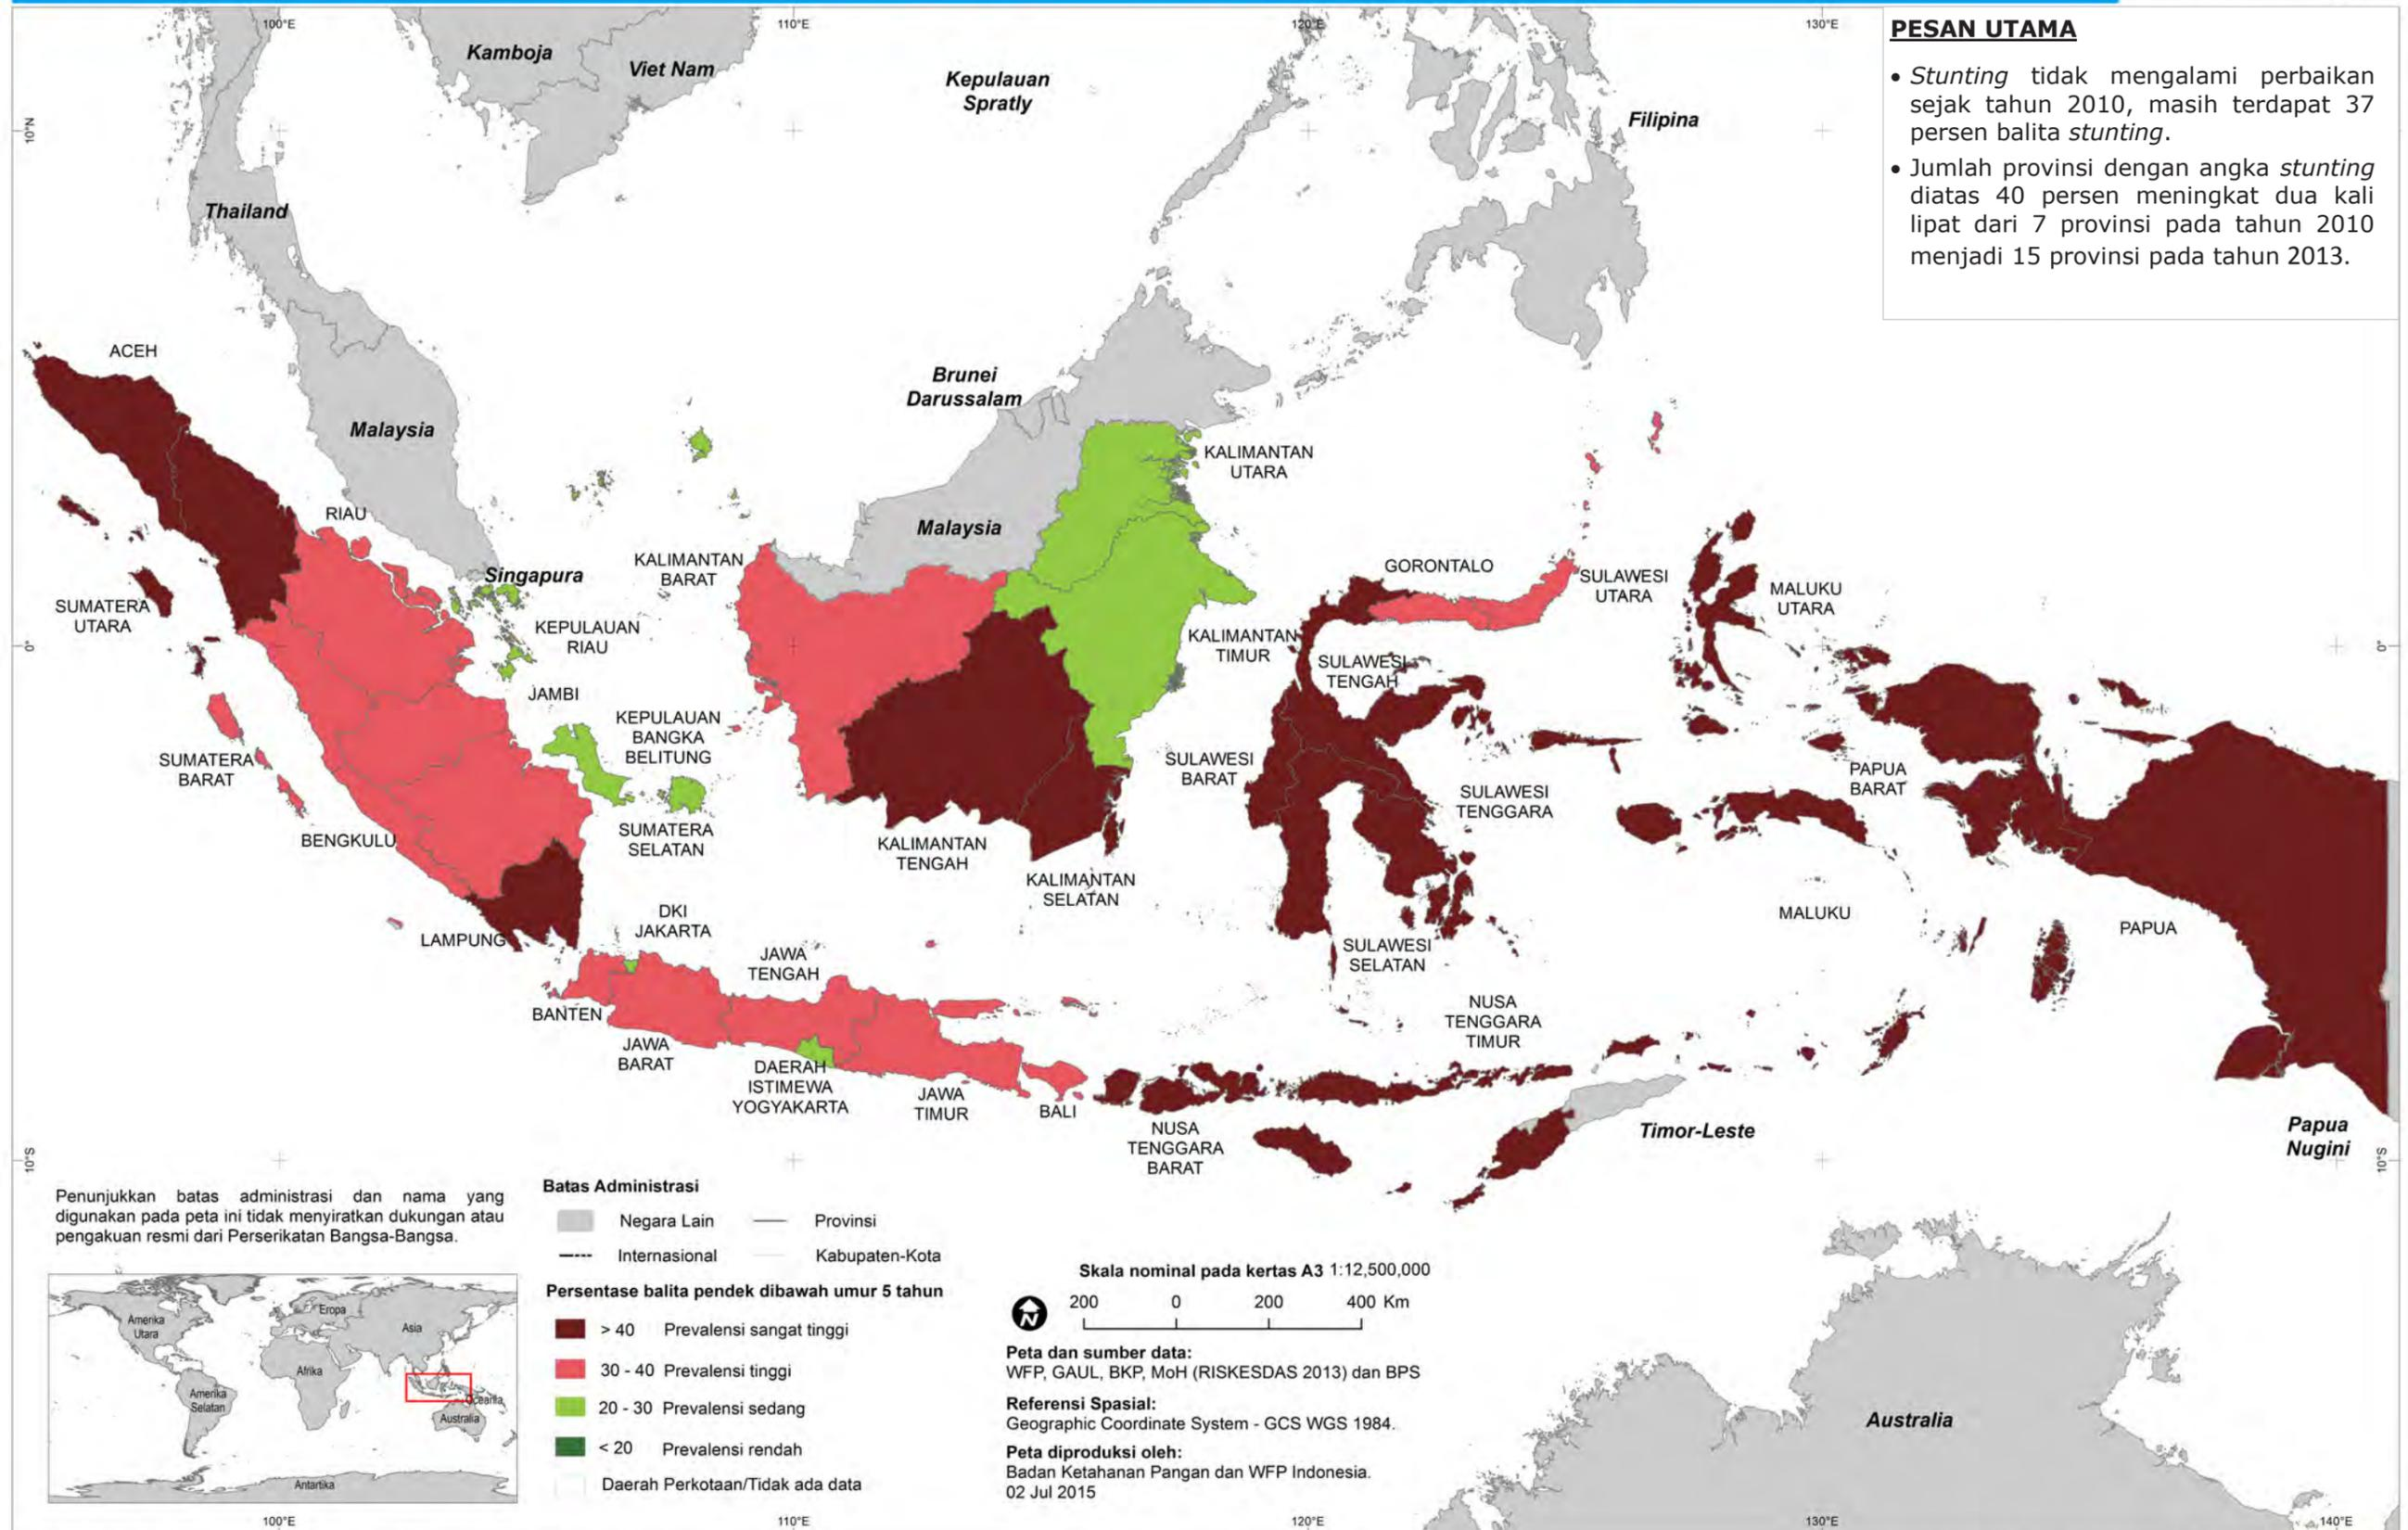 100°E
110°E
120°E
130°E
PESAN UTAMA
• Stunting tidak mengalami perbaikan
sejak tahun 2010, masih terdapat 37
persen balita stunting.
• Jumlah provinsi dengan angka stunting
diatas 40 persen meningkat dua kali
lipat dari 7 provinsi pada tahun 2010
menjadi 15 provinsi pada tahun 2013.
Kamboja
Viet Nam
Kepulauan
Spratly
Filipina
10°N
Thailand
ACEH
Malaysia
Brunei
Darussalam
KALIMANTAN
UTARA
RIAU
Malaysia
Singapura
KALIMANTAN
BARAT
GORONTALO
SULAWESI
UTARA
MALUKU
UTARA
SUMATERA
UTARA
KEPULAUAN
RIAU
KALIMANTAN
TIMUR
0°
0°
SULAWESI
TENGAH
JAMBI
KEPULAUAN
BANGKA
BELITUNG
SUMATERA
BARAT
SULAWESI
BARAT
PAPUA
BARAT
SULAWESI
TENGGARA
BENGKULU
SUMATERA
SELATAN
KALIMANTAN
TENGAH
KALIMANTAN
SELATAN
MALUKU
PAPUA
DKI
JAKARTA
LAMPUNG
JAWA
TENGAH
SULAWESI
SELATAN
BANTEN
NUSA
TENGGARA
TIMUR
JAWA
BARAT
DAERAH
ISTIMEWA
YOGYAKARTA
JAWA
TIMUR
BALI
NUSA
TENGGARA
BARAT
Timor-Leste
Papua
Nugini
10°S
10°S
Penunjukkan batas administrasi dan nama yang
digunakan pada peta ini tidak menyiratkan dukungan atau
pengakuan resmi dari Perserikatan Bangsa-Bangsa.
Amerika
Utara
Eropa
Asia
Afrika
Amerika
Selatan
Oceania
Australia
Antartika
Batas Administrasi
Negara Lain
Provinsi
Internasional
Kabupaten-Kota
Persentase balita pendek dibawah umur 5 tahun
> 40 Prevalensi sangat tinggi
30 - 40 Prevalensi tinggi
20 - 30 Prevalensi sedang
< 20 Prevalensi rendah
Daerah Perkotaan/Tidak ada data
Skala nominal pada kertas A3 1:12,500,000
N
200 0 200 400 Km
Peta dan sumber data:
WFP, GAUL, BKP, MoH (RISKESDAS 2013) dan BPS
Referensi Spasial:
Geographic Coordinate System - GCS WGS 1984.
Peta diproduksi oleh:
Badan Ketahanan Pangan dan WFP Indonesia.
02 Jul 2015
Australia
100°E
110°E
120°E
130°E
140°E